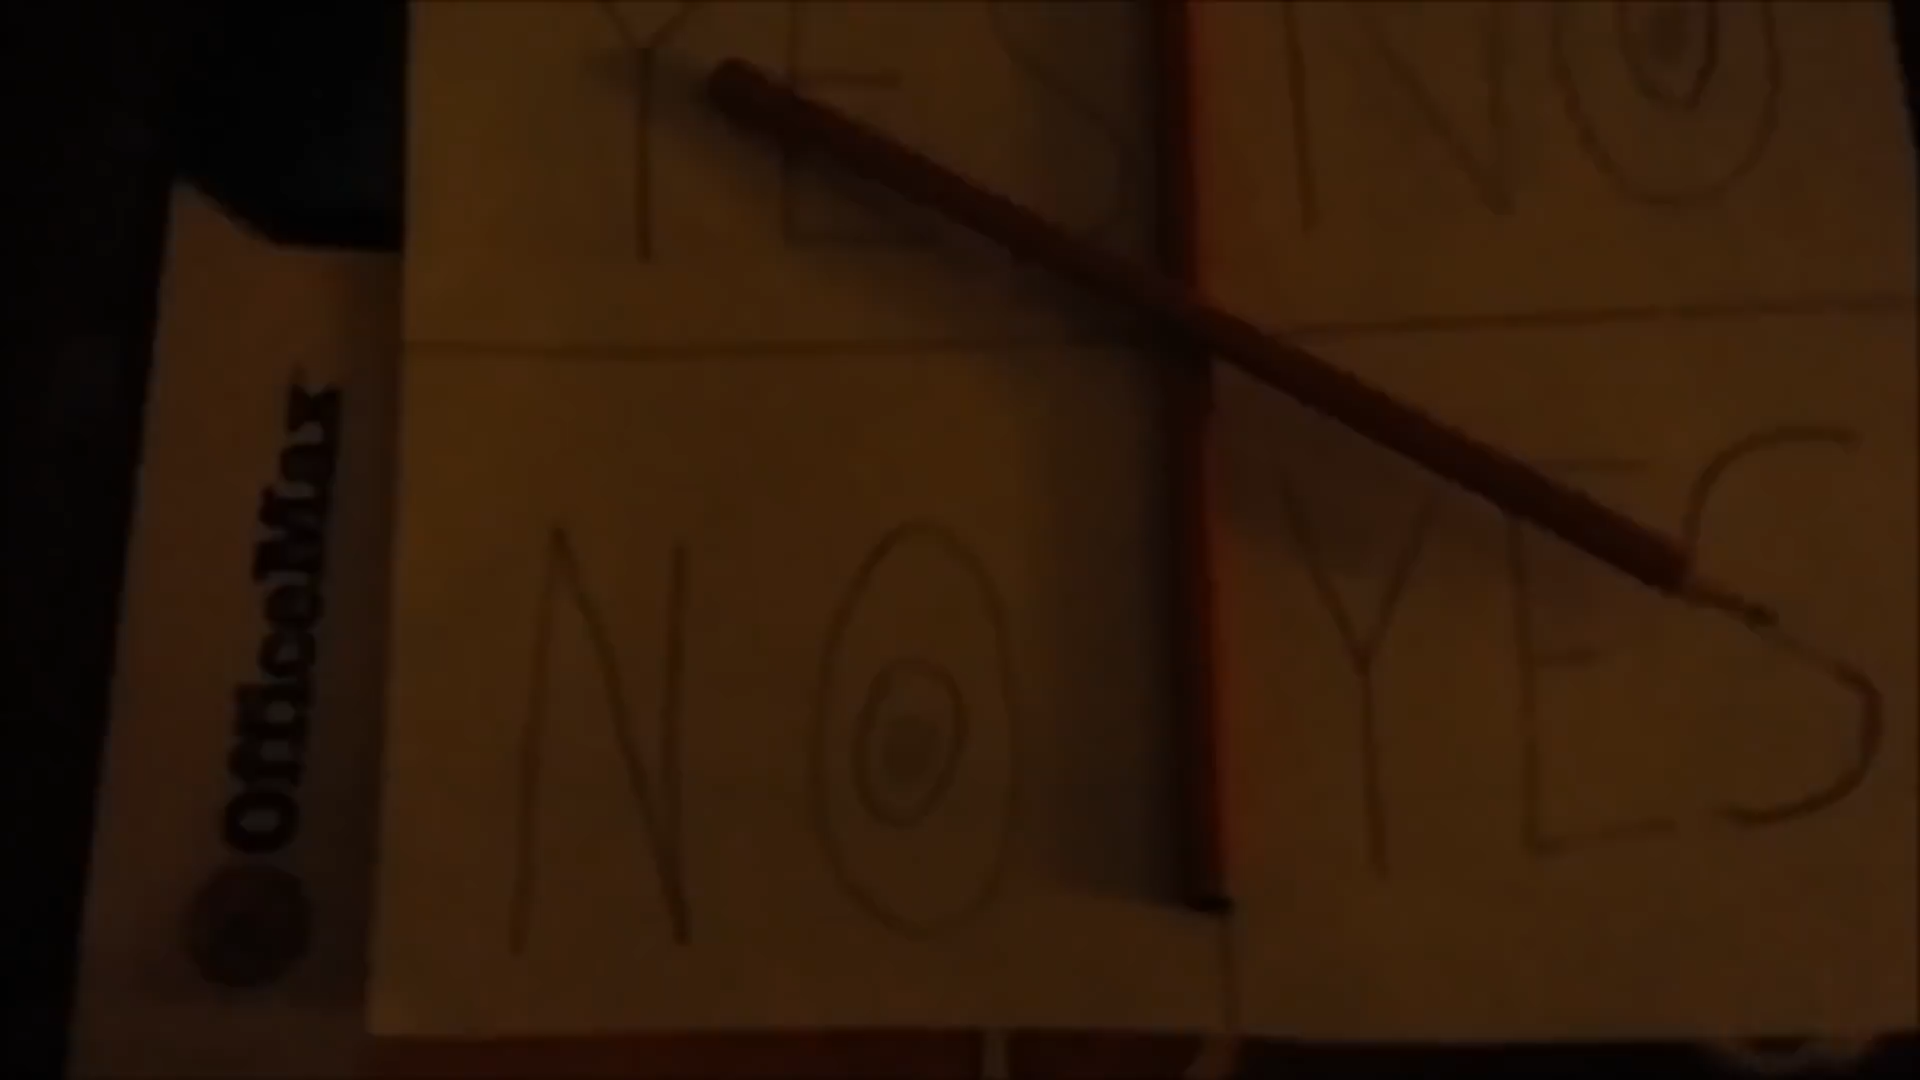 YES NO
NO YES
OfficeMax